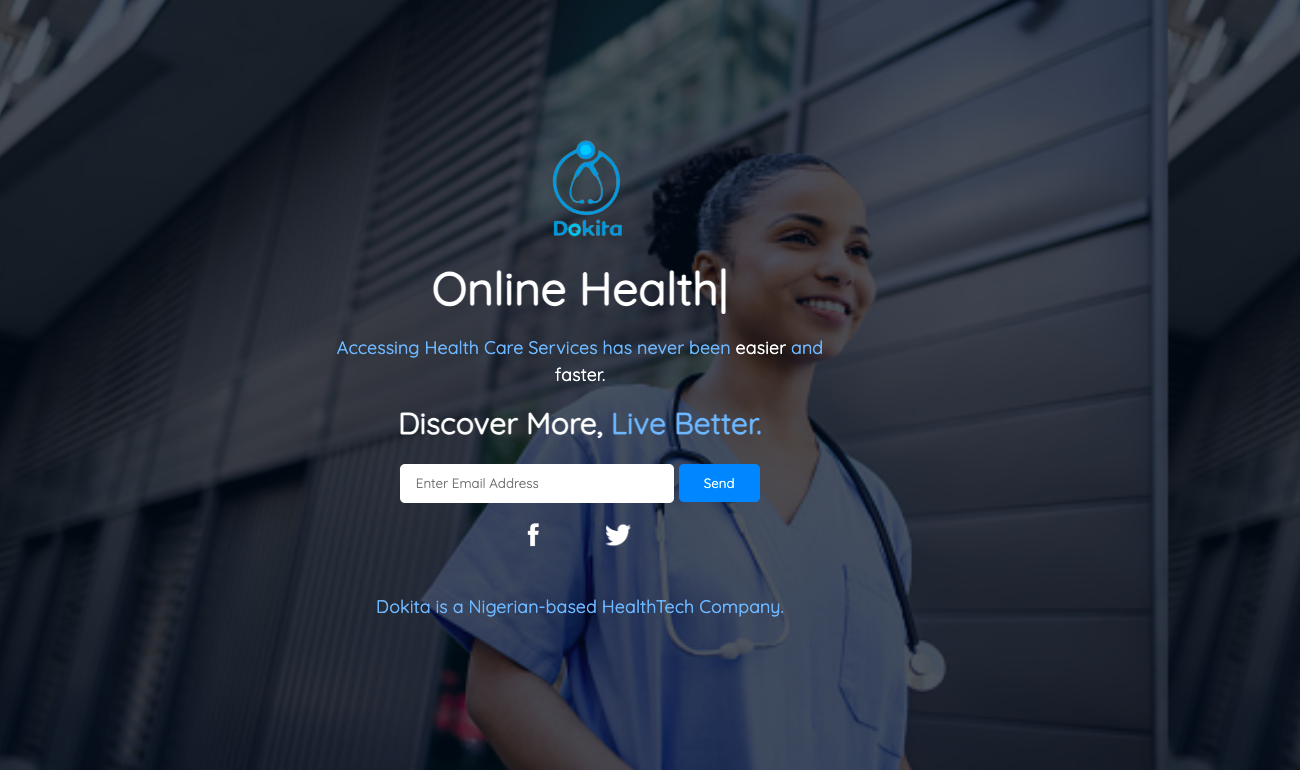 Dokita
Online Health
Accessing Health Care Services has never been easier and
faster.
Discover More, Live Better.
Enter Email Address
Send
Dokita is a Nigerian-based HealthTech Company.